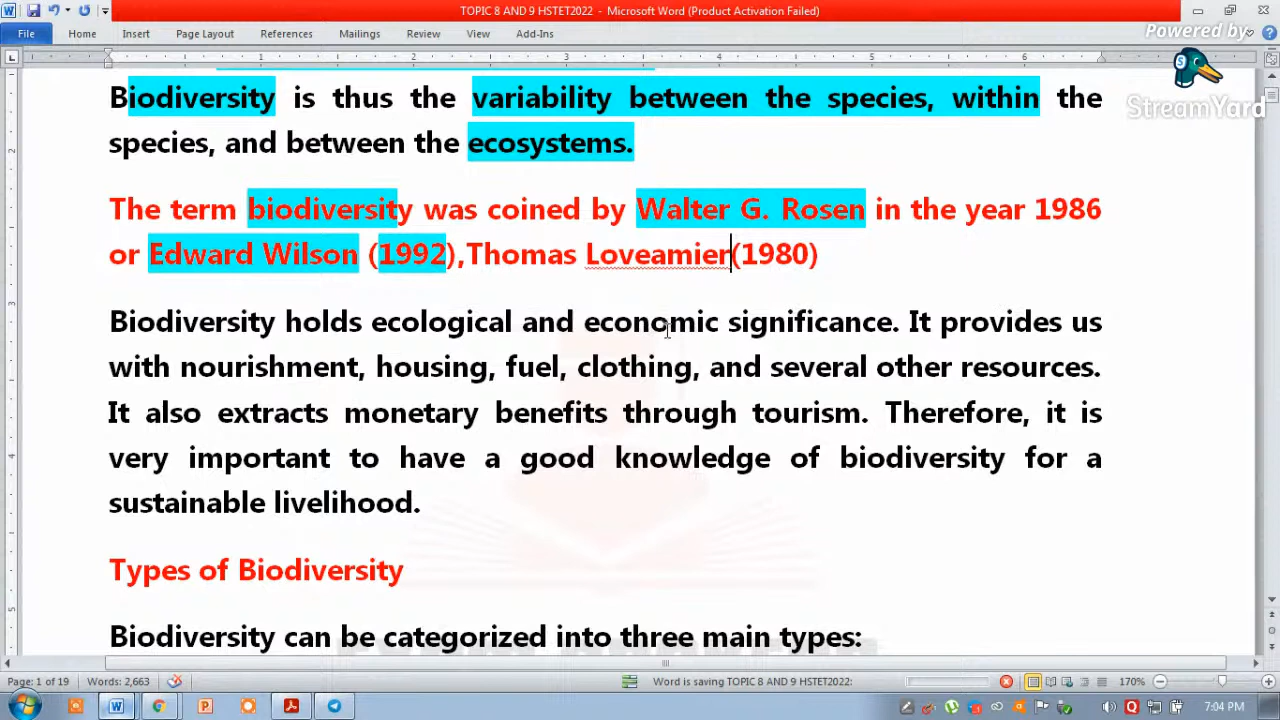 TOPIC 8 AND 9 HSTET2022 - Microsoft Word (Product Activation Failed)
File Home Insert Page Layout References Mailings Review View Add-Ins
Powered by
StreamYard
Biodiversity is thus the variability between the species, within the
species, and between the ecosystems.
The term biodiversity was coined by Walter G. Rosen in the year 1986
or Edward Wilson (1992),Thomas Loveamier(1980)
Biodiversity holds ecological and economic significance. It provides us
with nourishment, housing, fuel, clothing, and several other resources.
It also extracts monetary benefits through tourism. Therefore, it is
very important to have a good knowledge of biodiversity for a
sustainable livelihood.
Types of Biodiversity
Biodiversity can be categorized into three main types:
Page: 1 of 19 Words: 2,663 Word is saving TOPIC 8 AND 9 HSTET2022: 170%
7:04 PM